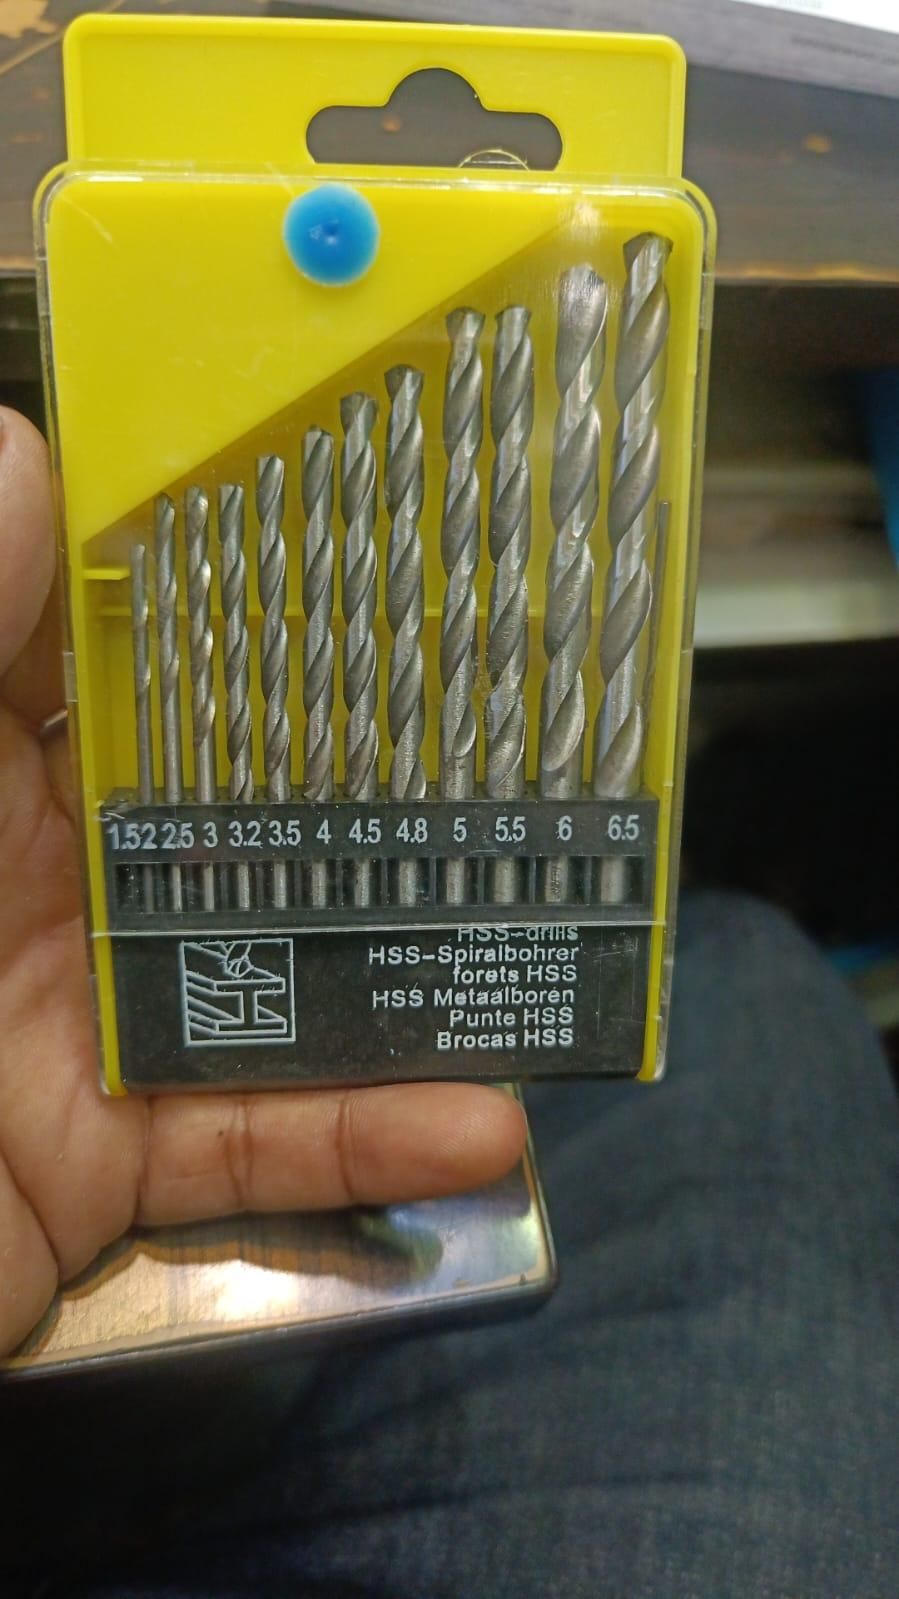 1.5 2 2.5 3 3.2 3.5 4 4.5 4.8 5 5.5 6 6.5
HSS-drills
HSS-Spiralbohrer
forets HSS
HSS Metaalboren
Punte HSS
Brocas HSS